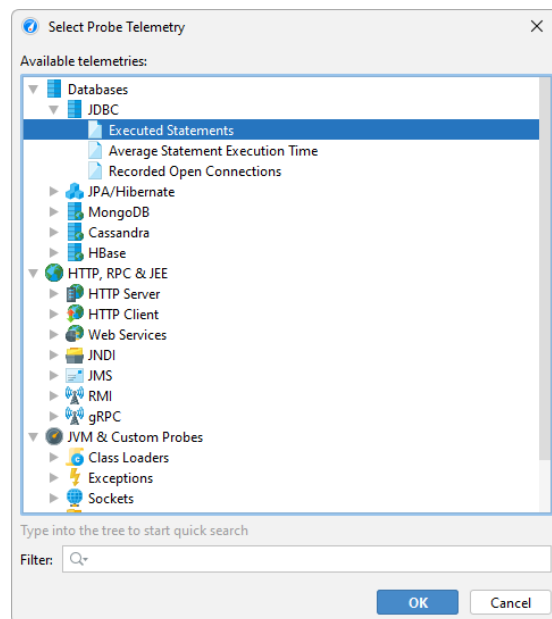 Select Probe Telemetry
Available telemetries:
Databases
JDBC
Executed Statements
Average Statement Execution Time
Recorded Open Connections
JPA/Hibernate
MongoDB
Cassandra
HBase
HTTP, RPC & JEE
HTTP Server
HTTP Client
Web Services
JNDI
JMS
RMI
gRPC
JVM & Custom Probes
Class Loaders
Exceptions
Sockets
Type into the tree to start quick search
Filter:
OK Cancel